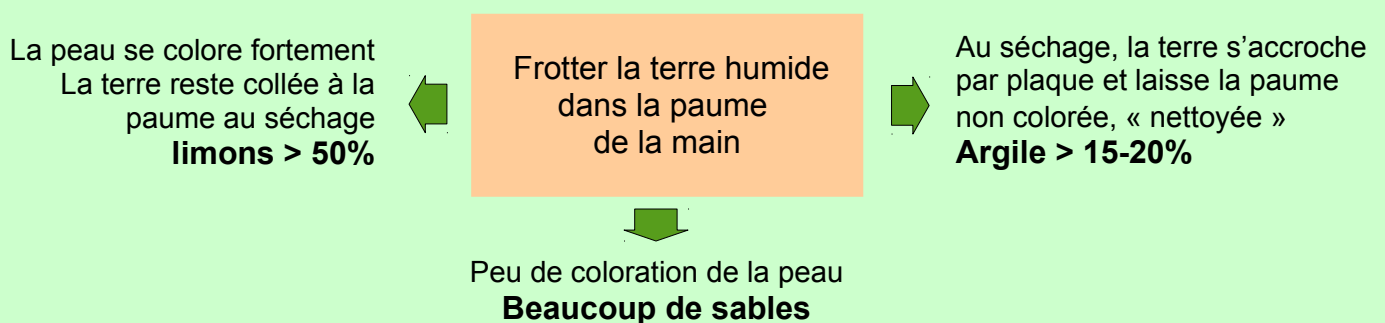 La peau se colore fortement
La terre reste collée à la
paume au séchage
limons > 50%
Frotter la terre humide
dans la paume
de la main
Au séchage, la terre s’accroche
par plaque et laisse la paume
non colorée, « nettoyée »
Argile > 15-20%
Peu de coloration de la peau
Beaucoup de sables